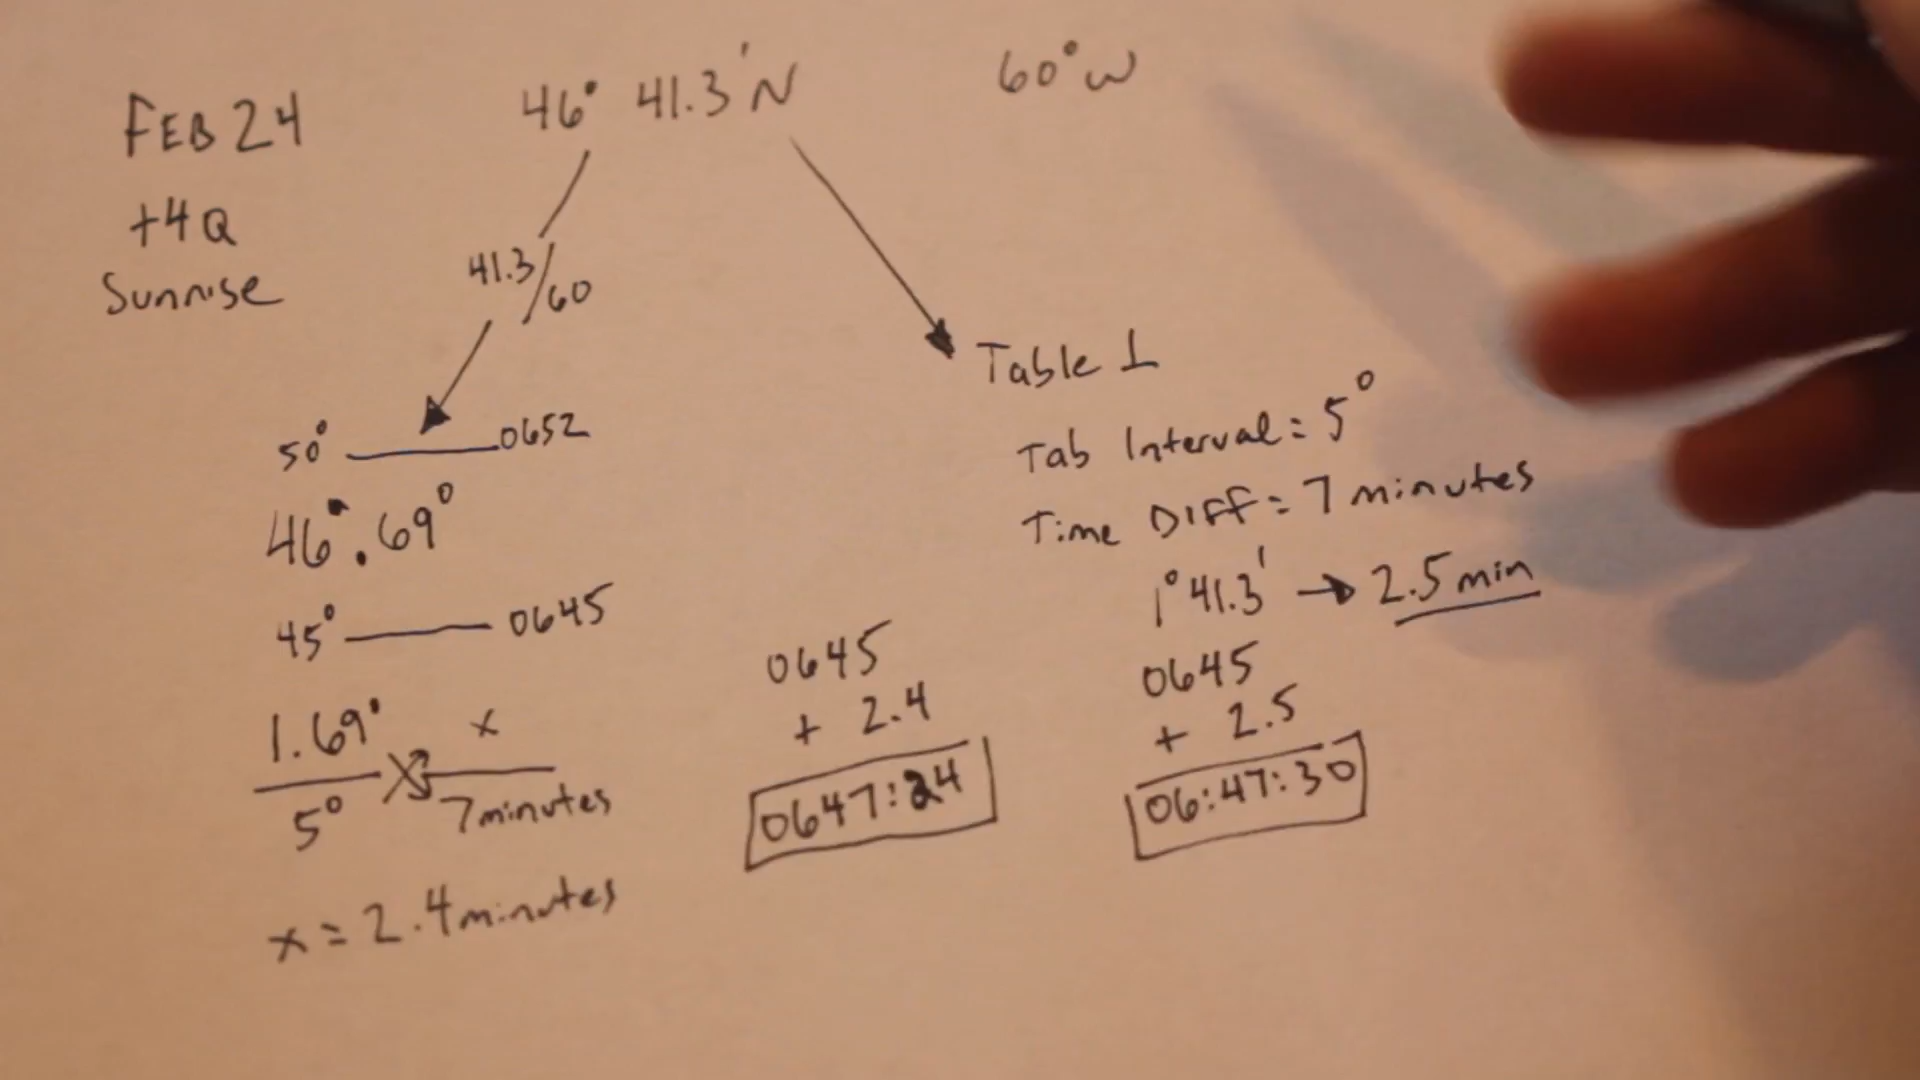 FEB 24
+4Q
Sunrise
46° 41.3'N
60°W
41.3/60
50° 0652
46°.69°
45° 0645
1.69° x
5° 7minutes
x = 2.4minutes
0645
+ 2.4
0647:24
Table 1
Tab Interval = 5°
Time Diff = 7 minutes
1° 41.3' → 2.5 min
0645
+ 2.5
06:47:30